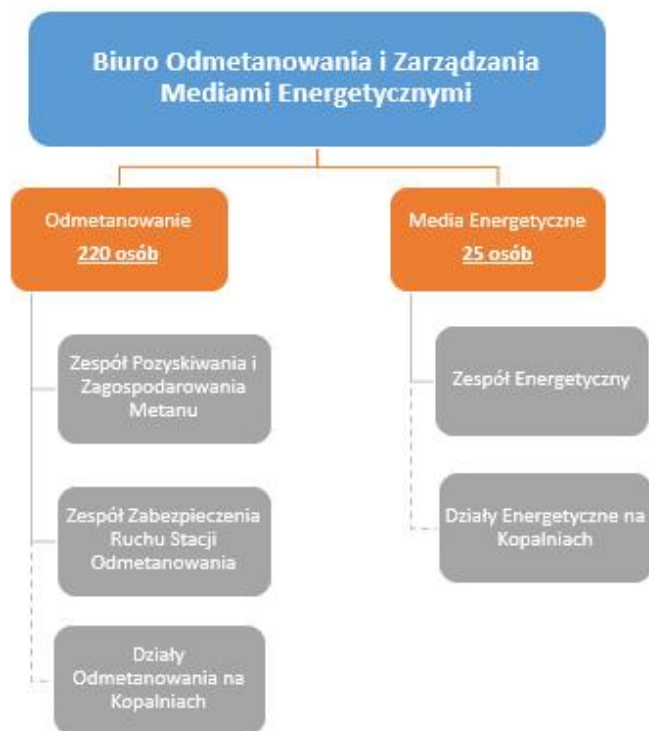 Biuro Odmetanowania i Zarządzania
Mediami Energetycznymi
Odmetanowanie
220 osób
Media Energetyczne
25 osób
Zespół Pozyskiwania i
Zagospodarowania
Metanu
Zespół Zabezpieczenia
Ruchu Stacji
Odmetanowania
Działy
Odmetanowania na
Kopalniach
Zespół Energetyczny
Działy Energetyczne na
Kopalniach